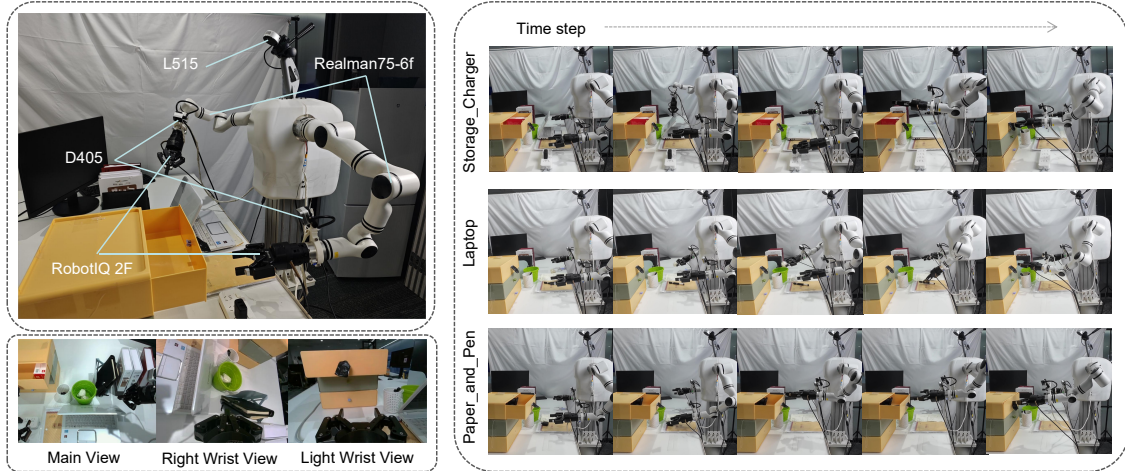 L515
Realman75-6f
D405
RobotIQ 2F
Main View
Right Wrist View
Light Wrist View
Time step
Storage_Charger
Laptop
Paper_and_Pen